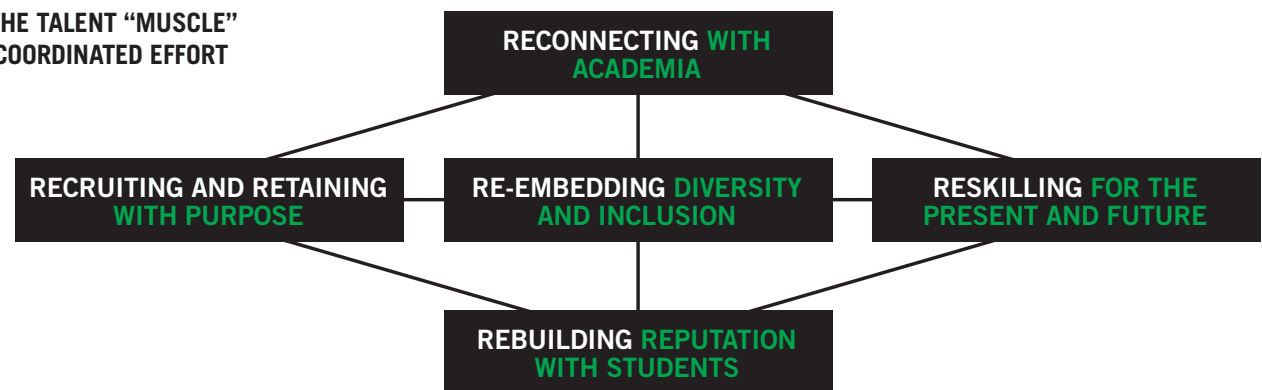 HE TALENT “MUSCLE”
COORDINATED EFFORT
RECONNECTING WITH
ACADEMIA
RECRUITING AND RETAINING
WITH PURPOSE
RE-EMBEDDING DIVERSITY
AND INCLUSION
RESKILLING FOR THE
PRESENT AND FUTURE
REBUILDING REPUTATION
WITH STUDENTS